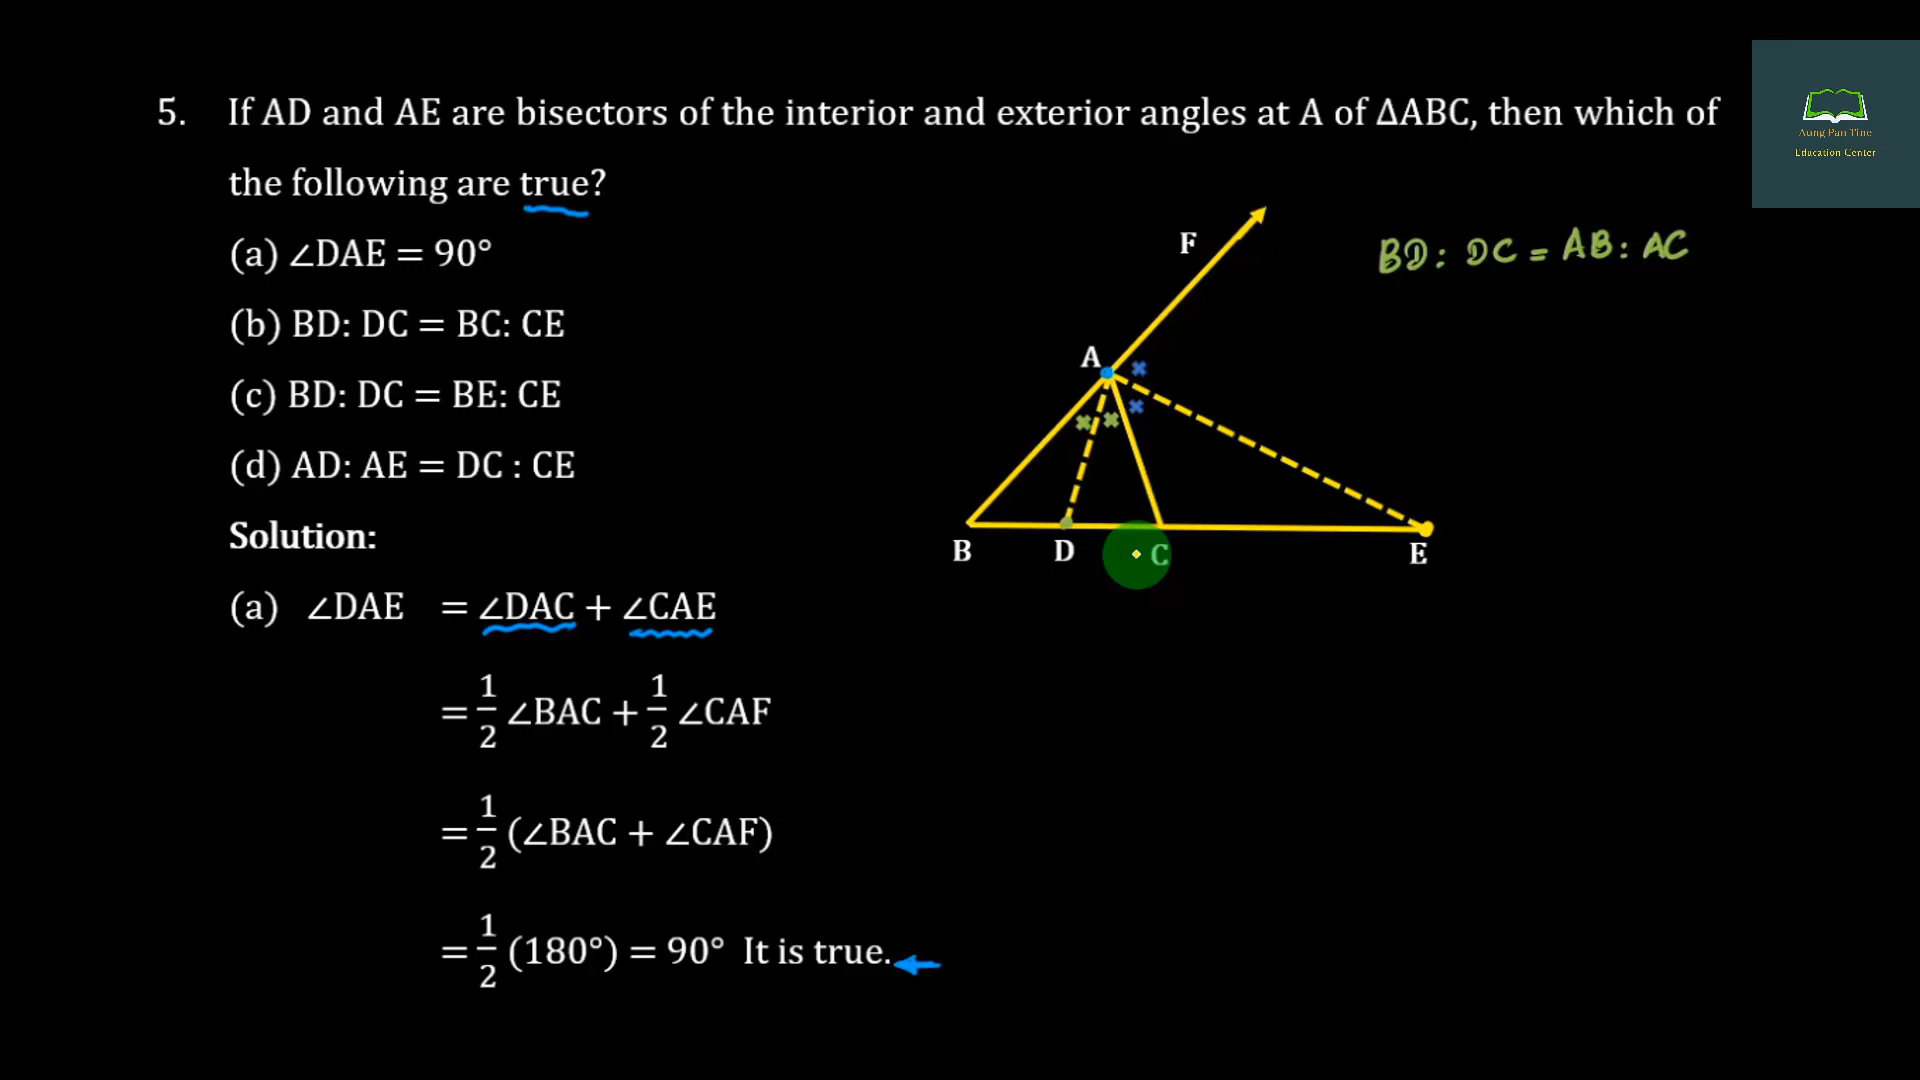 5. If AD and AE are bisectors of the interior and exterior angles at A of ΔABC, then which of
the following are true?
(a) ∠DAE = 90°
(b) BD: DC = BC: CE
(c) BD: DC = BE: CE
(d) AD: AE = DC : CE
Solution:
(a) ∠DAE = ∠DAC + ∠CAE
= 1/2 ∠BAC + 1/2 ∠CAF
= 1/2 (∠BAC + ∠CAF)
= 1/2 (180°) = 90° It is true.
F
A
B
D
C
E
BD: DC = AB: AC
Aung Pan Tine
Education Center